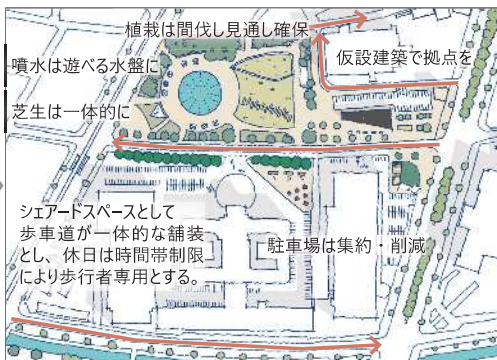 植栽は間伐し見通し確保
仮設建築で拠点を
噴水は遊べる水盤に
芝生は一体的に
シェアードスペースとして
歩車道が一体的な舗装
とし、休日は時間帯制限
により歩行者専用とする。
駐車場は集約・削減